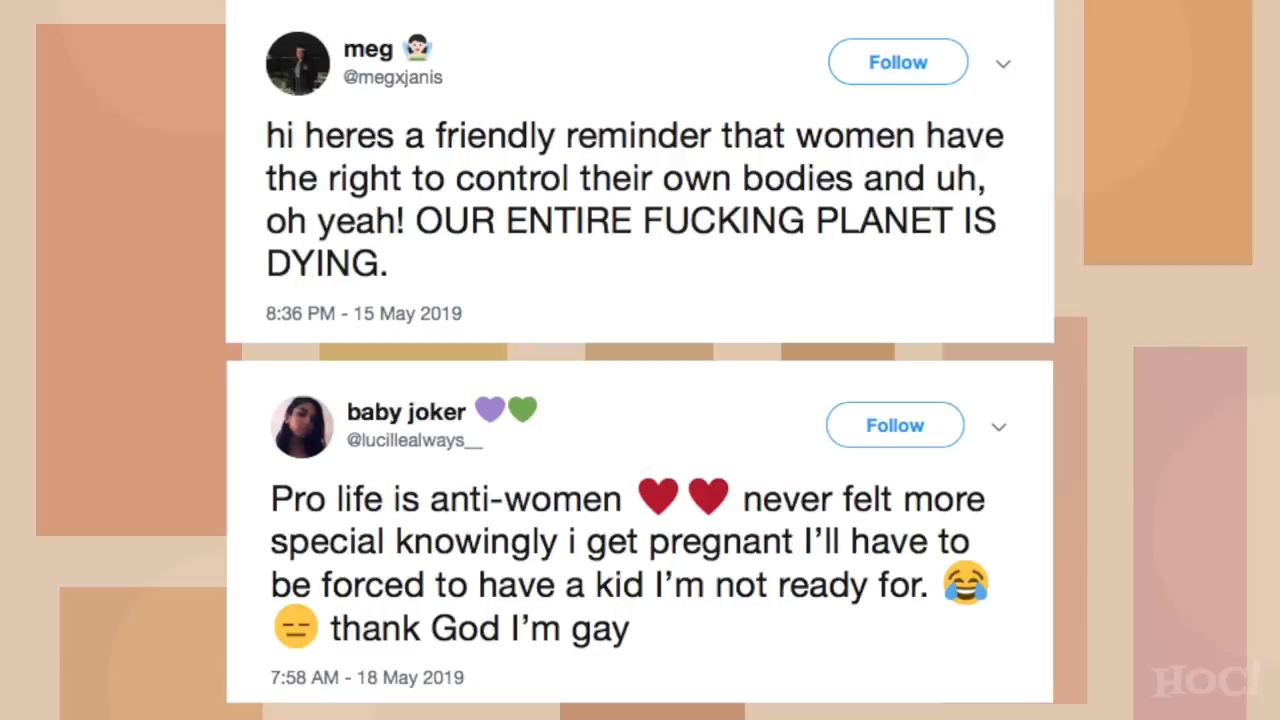 meg
@megxjanis
Follow
hi heres a friendly reminder that women have
the right to control their own bodies and uh,
oh yeah! OUR ENTIRE FUCKING PLANET IS
DYING.
8:36 PM - 15 May 2019
baby joker 💜💚
@lucillealways__
Follow
Pro life is anti-women ♥️♥️ never felt more
special knowingly i get pregnant I’ll have to
be forced to have a kid I’m not ready for. 😂
😑 thank God I’m gay
7:58 AM - 18 May 2019
HOC!